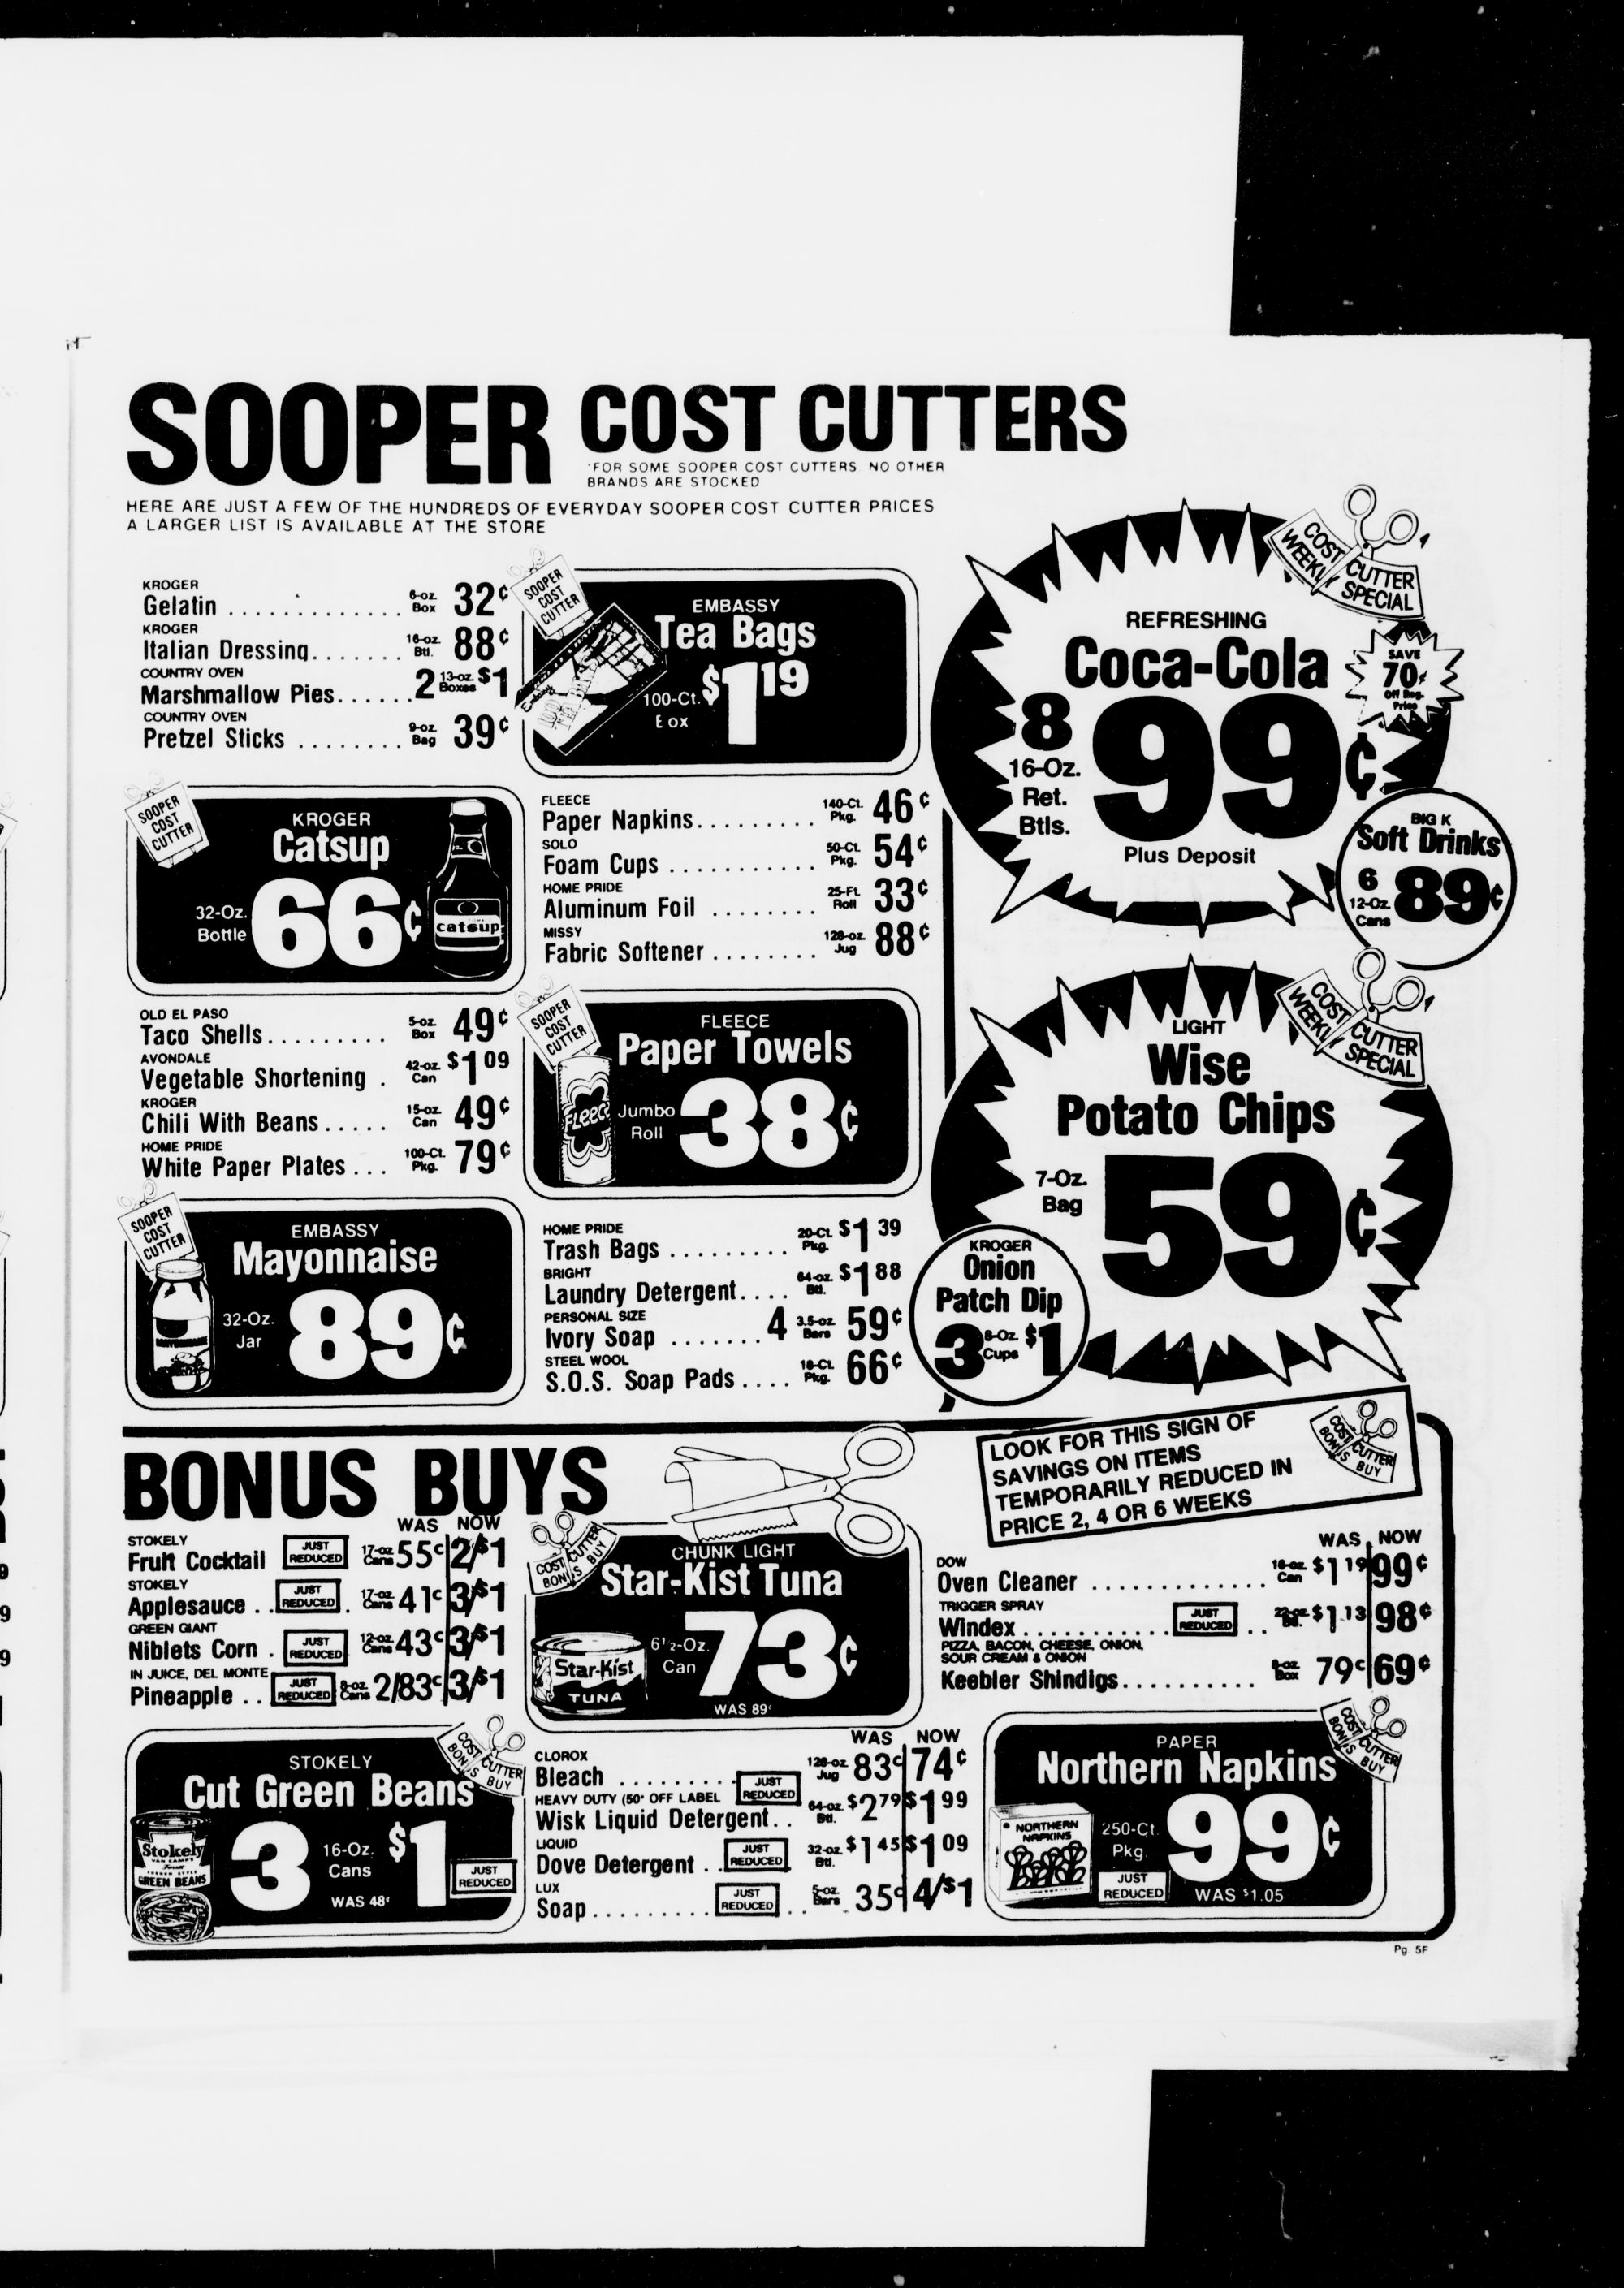 SOOPER COST CUTTERS
*FOR SOME SOOPER COST CUTTERS NO OTHER
BRANDS ARE STOCKED
HERE ARE JUST A FEW OF THE HUNDREDS OF EVERYDAY SOOPER COST CUTTER PRICES
A LARGER LIST IS AVAILABLE AT THE STORE
KROGER
Gelatin ............. 6-oz. Box 32¢
KROGER
Italian Dressing....... 16-oz. Btl. 88¢
COUNTRY OVEN
Marshmallow Pies...... 2 13-oz. Boxes $1
COUNTRY OVEN
Pretzel Sticks ........ 9-oz. Bag 39¢
SOOPER
COST
CUTTER
EMBASSY
Tea Bags
100-Ct.
Box
$1 19
SOOPER
COST
CUTTER
KROGER
Catsup
32-Oz.
Bottle
66¢
catsup
FLEECE
Paper Napkins......... 140-Ct. Pkg. 46¢
SOLO
Foam Cups ........... 50-Ct. Pkg. 54¢
HOME PRIDE
Aluminum Foil ........ 25-Ft. Roll 33¢
MISSY
Fabric Softener ........ 128-oz. Jug 88¢
OLD EL PASO
Taco Shells......... 5-oz. Box 49¢
AVONDALE
Vegetable Shortening . 42-oz. Can $1 09
KROGER
Chili With Beans..... 15-oz. Can 49¢
HOME PRIDE
White Paper Plates ... 100-Ct. Pkg. 79¢
SOOPER
COST
CUTTER
FLEECE
Paper Towels
Fleece
Jumbo
Roll
38¢
SOOPER
COST
CUTTER
EMBASSY
Mayonnaise
32-Oz.
Jar
89¢
HOME PRIDE
Trash Bags ......... 20-Ct. Pkg. $1 39
BRIGHT
Laundry Detergent.... 64-oz. Btl. $1 88
PERSONAL SIZE
Ivory Soap ....... 4 3.5-oz. Bars 59¢
STEEL WOOL
S.O.S. Soap Pads .... 18-Ct. Pkg. 66¢
COST CUTTER
WEEKLY SPECIAL
REFRESHING
Coca-Cola
SAVE
70¢
Off Reg.
Price
8
16-Oz.
Ret.
Btls.
99¢
Plus Deposit
BIG K
Soft Drinks
6
12-Oz.
Cans
89¢
COST CUTTER
WEEKLY SPECIAL
LIGHT
Wise
Potato Chips
7-Oz.
Bag
59¢
KROGER
Onion
Patch Dip
3 8-Oz. Cups $1
BONUS BUYS
LOOK FOR THIS SIGN OF
SAVINGS ON ITEMS
TEMPORARILY REDUCED IN
PRICE 2, 4 OR 6 WEEKS
COST CUTTER
BONUS BUY
WAS NOW
STOKELY
Fruit Cocktail JUST REDUCED 17-oz. Cans 55¢ 2/$1
STOKELY
Applesauce .. JUST REDUCED . 17-oz. Cans 41¢ 3/$1
GREEN GIANT
Niblets Corn . JUST REDUCED 12-oz. Cans 43¢ 3/$1
IN JUICE, DEL MONTE
Pineapple .. JUST REDUCED 8-oz. Cans 2/83¢ 3/$1
COST CUTTER
BONUS BUY
CHUNK LIGHT
Star-Kist Tuna
6½-Oz.
Can
73¢
Star-Kist
TUNA
WAS 89¢
WAS NOW
DOW
Oven Cleaner ............. 16-oz. Can $1 19 99¢
TRIGGER SPRAY
Windex ........... JUST REDUCED .. 22-oz. Btl. $1.13 98¢
PIZZA, BACON, CHEESE, ONION,
SOUR CREAM & ONION
Keebler Shindigs.......... Box 79¢ 69¢
COST CUTTER
BONUS BUY
STOKELY
Cut Green Beans
Stokely
VAN CAMP'S
Finest
FRENCH STYLE
GREEN BEANS
3 16-Oz. Cans $1
WAS 48¢
JUST
REDUCED
WAS NOW
CLOROX
Bleach ......... 128-oz. Jug 83¢ 74¢
HEAVY DUTY (50¢ OFF LABEL JUST REDUCED
Wisk Liquid Detergent.. 64-oz. Btl. $2 79 $1 99
LIQUID
Dove Detergent .. JUST REDUCED 32-oz. Btl. $1 45 $1 09
LUX
Soap......... JUST REDUCED .. 5-oz. Bars . 35¢ 4/$1
COST CUTTER
BONUS BUY
PAPER
Northern Napkins
NORTHERN
NAPKINS
250-Ct.
Pkg.
99¢
JUST
REDUCED
WAS $1.05
Pg. 5F